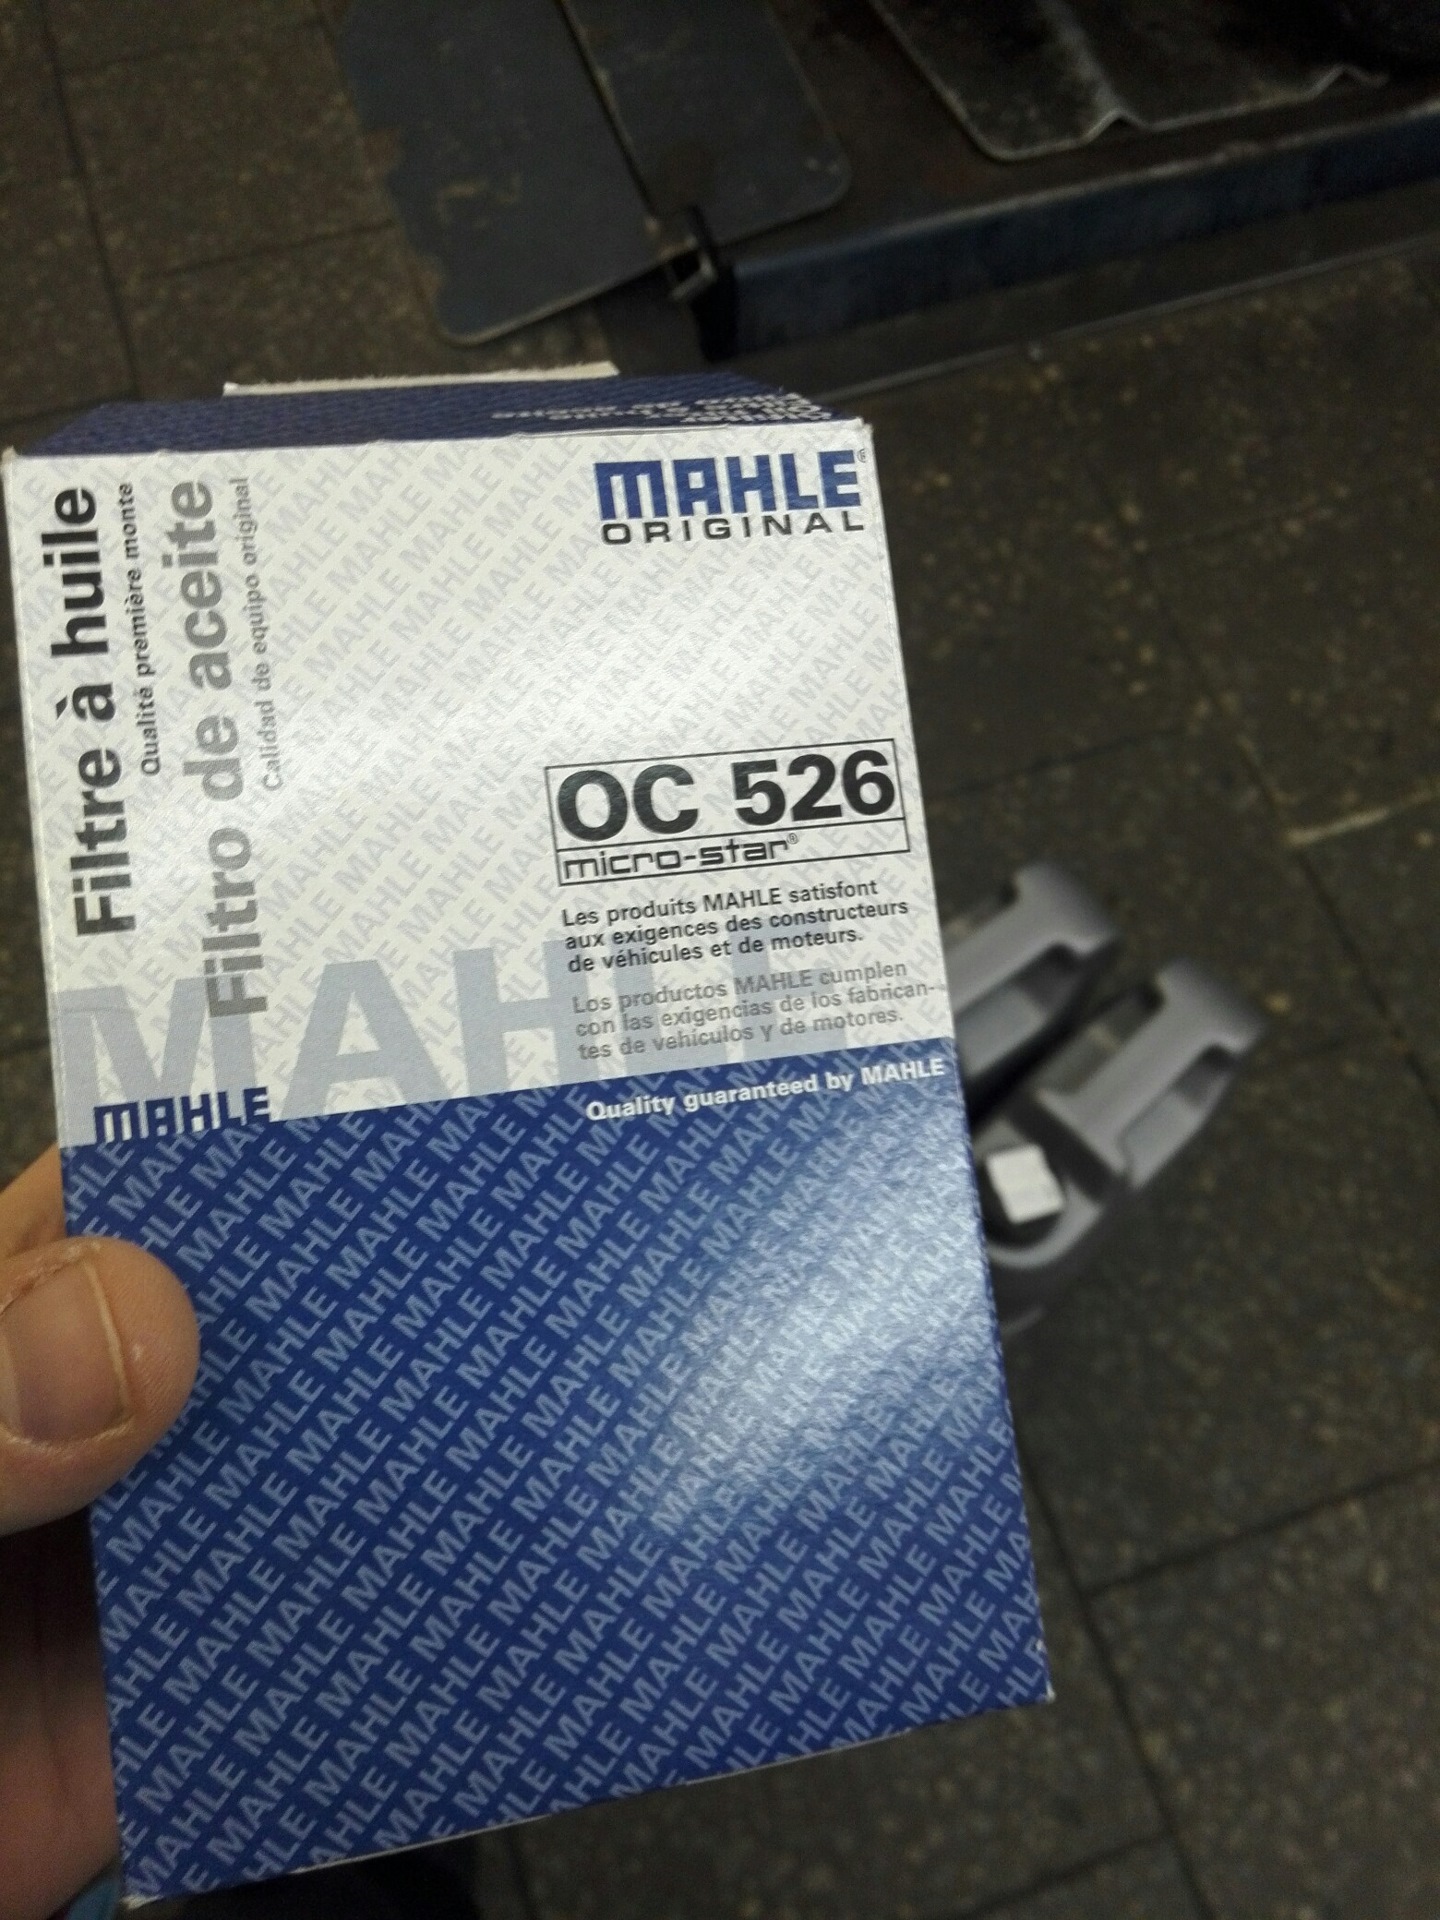 MAHLE
ORIGINAL
Filtre à huile
Qualité première monte
Filtro de aceite
Calidad de equipo original
OC 526
micro-star®
Les produits MAHLE satisfont
aux exigences des constructeurs
de véhicules et de moteurs.
Los productos MAHLE cumplen
con las exigencias de los fabrican-
tes de vehículos y de motores.
MAHLE
MAHLE
Quality guaranteed by MAHLE